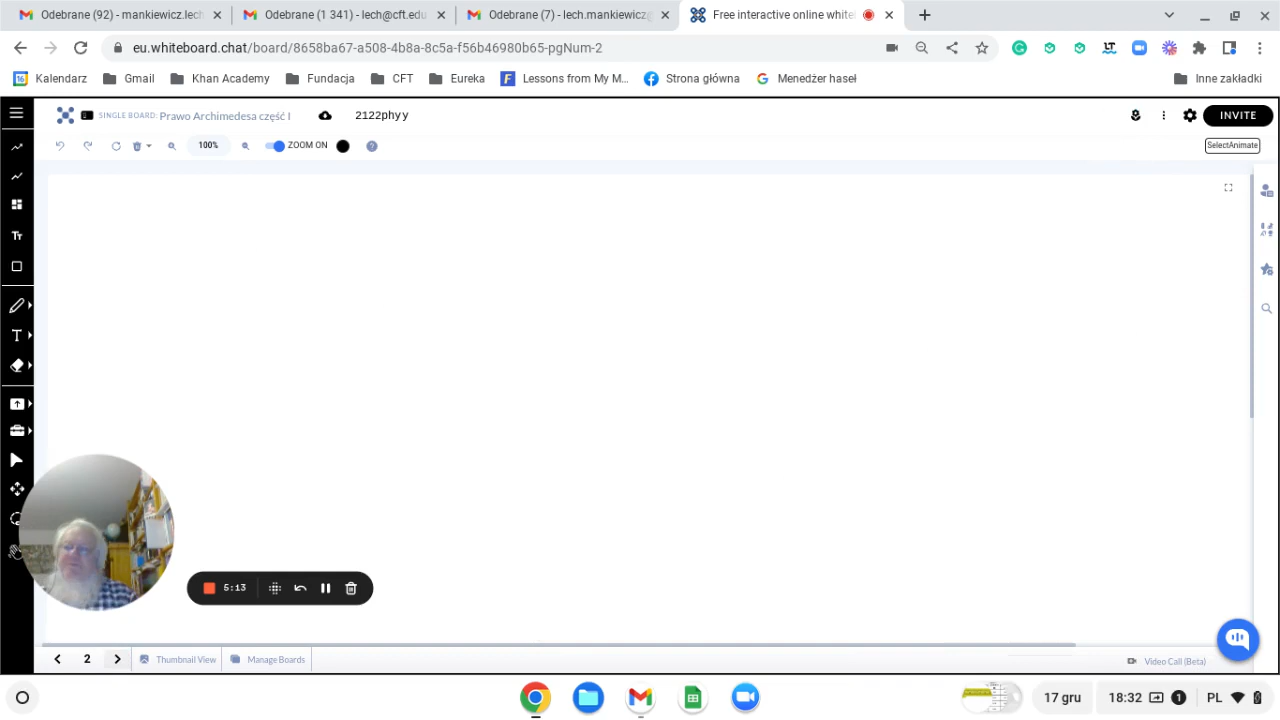 Odebrane (92) - mankiewicz.lech
Odebrane (1 341) - lech@cft.edu
Odebrane (7) - lech.mankiewicz@
Free interactive online white
eu.whiteboard.chat/board/8658ba67-a508-4b8a-8c5a-f56b46980b65-pgNum-2
Kalendarz
Gmail
Khan Academy
Fundacja
CFT
Eureka
Lessons from My M...
Strona główna
Menedżer haseł
Inne zakładki
SINGLE BOARD: Prawo Archimedesa część I
2122phyy
INVITE
100%
ZOOM ON
SelectAnimate
5:13
2
Thumbnail View
Manage Boards
Video Call (Beta)
17 gru
18:32
1
PL